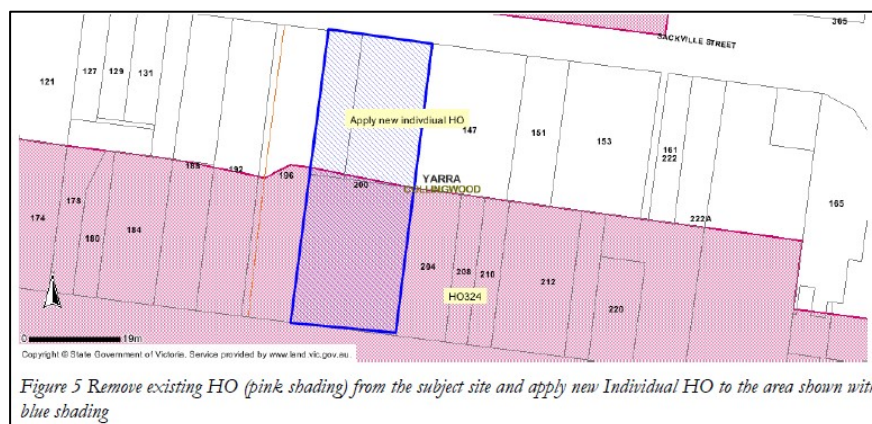 365
SACKVILLE STREET
121
127
129
131
Apply new indivdiual HO
147
151
153
161
222
165
188
192
196
200
YARRA
COLLINGWOOD
222A
174
178
180
184
204
208
210
212
220
HO324
0 19m
Copyright © State Government of Victoria. Service provided by www.land.vic.gov.au.
Figure 5 Remove existing HO (pink shading) from the subject site and apply new Individual HO to the area shown with
blue shading